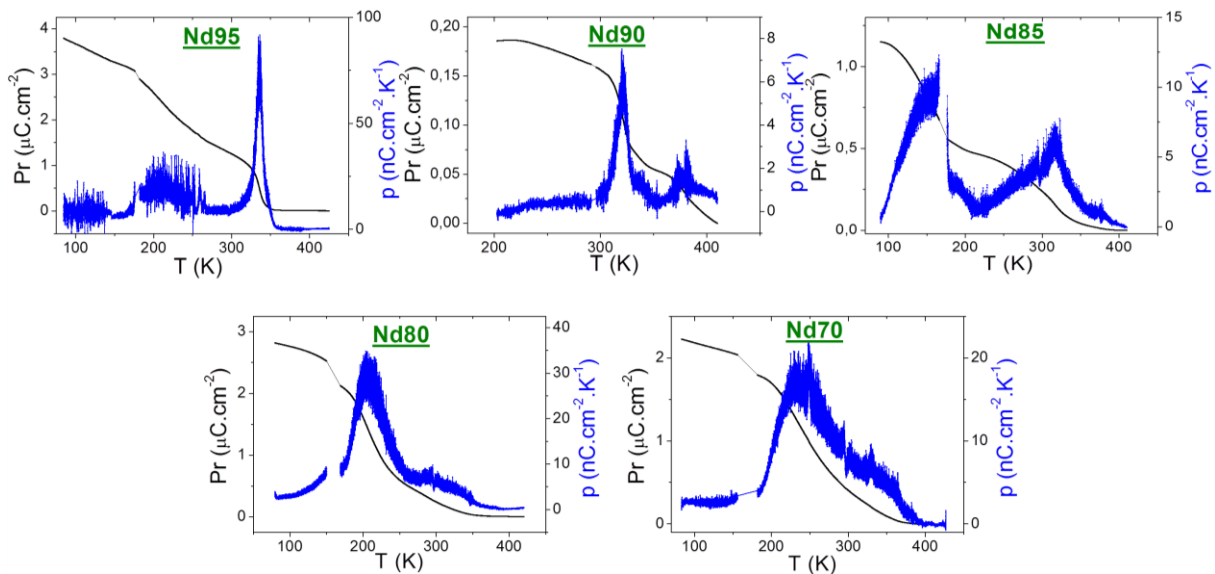 Nd95
Pr (µC.cm⁻²)
4
3
2
1
0
100
50
0
p (nC.cm⁻².K⁻¹)
100 200 300 400
T (K)
Nd90
Pr (µC.cm⁻²)
0,20
0,15
0,10
0,05
0,00
8
6
4
2
0
p (nC.cm⁻².K⁻¹)
200 300 400
T (K)
Nd85
Pr (µC.cm⁻²)
1,0
0,5
0,0
15
10
5
0
p (nC.cm⁻².K⁻¹)
100 200 300 400
T (K)
Nd80
Pr (µC.cm⁻²)
3
2
1
0
40
30
20
10
0
p (nC.cm⁻².K⁻¹)
100 200 300 400
T (K)
Nd70
Pr (µC.cm⁻²)
2
1
0
20
10
0
p (nC.cm⁻².K⁻¹)
100 200 300 400
T (K)